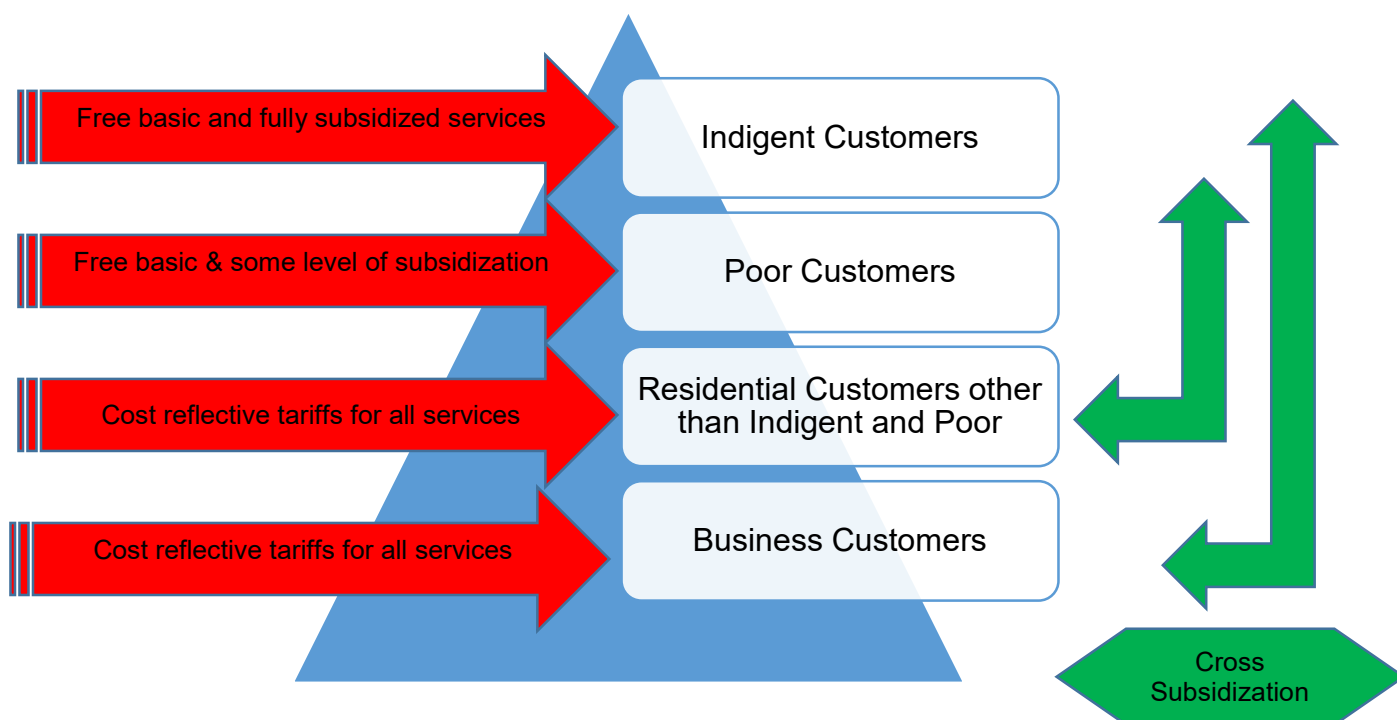 Free basic and fully subsidized services
Indigent Customers
Free basic & some level of subsidization
Poor Customers
Cost reflective tariffs for all services
Residential Customers other
than Indigent and Poor
Cost reflective tariffs for all services
Business Customers
Cross
Subsidization